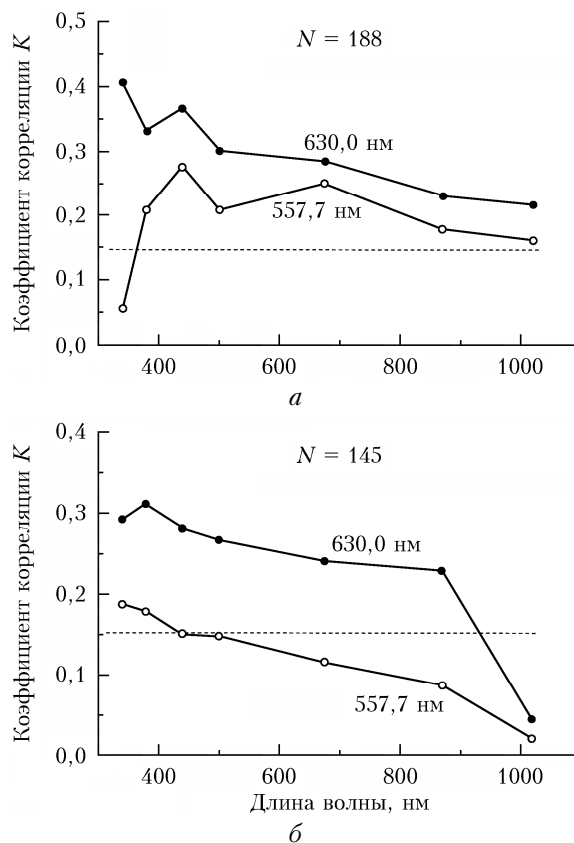 Коэффициент корреляции K
0,5
0,4
0,3
0,2
0,1
0,0
N = 188
630,0 нм
557,7 нм
400
600
800
1000
а
Коэффициент корреляции K
0,4
0,3
0,2
0,1
0,0
N = 145
630,0 нм
557,7 нм
400
600
800
1000
Длина волны, нм
б